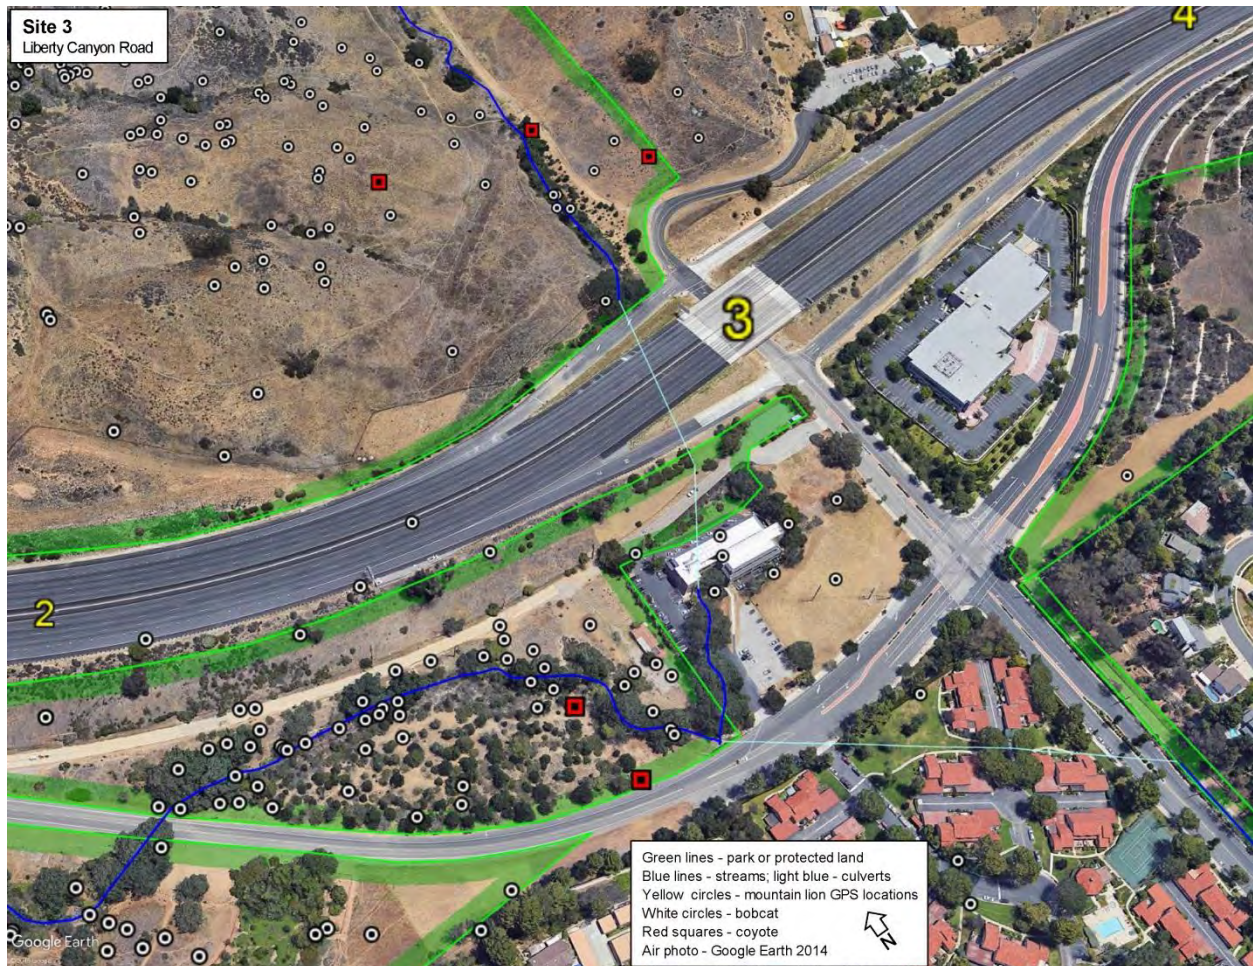 Site 3
Liberty Canyon Road
4
3
2
Green lines - park or protected land
Blue lines - streams; light blue - culverts
Yellow circles - mountain lion GPS locations
White circles - bobcat
Red squares - coyote
Air photo - Google Earth 2014
N
Google Earth